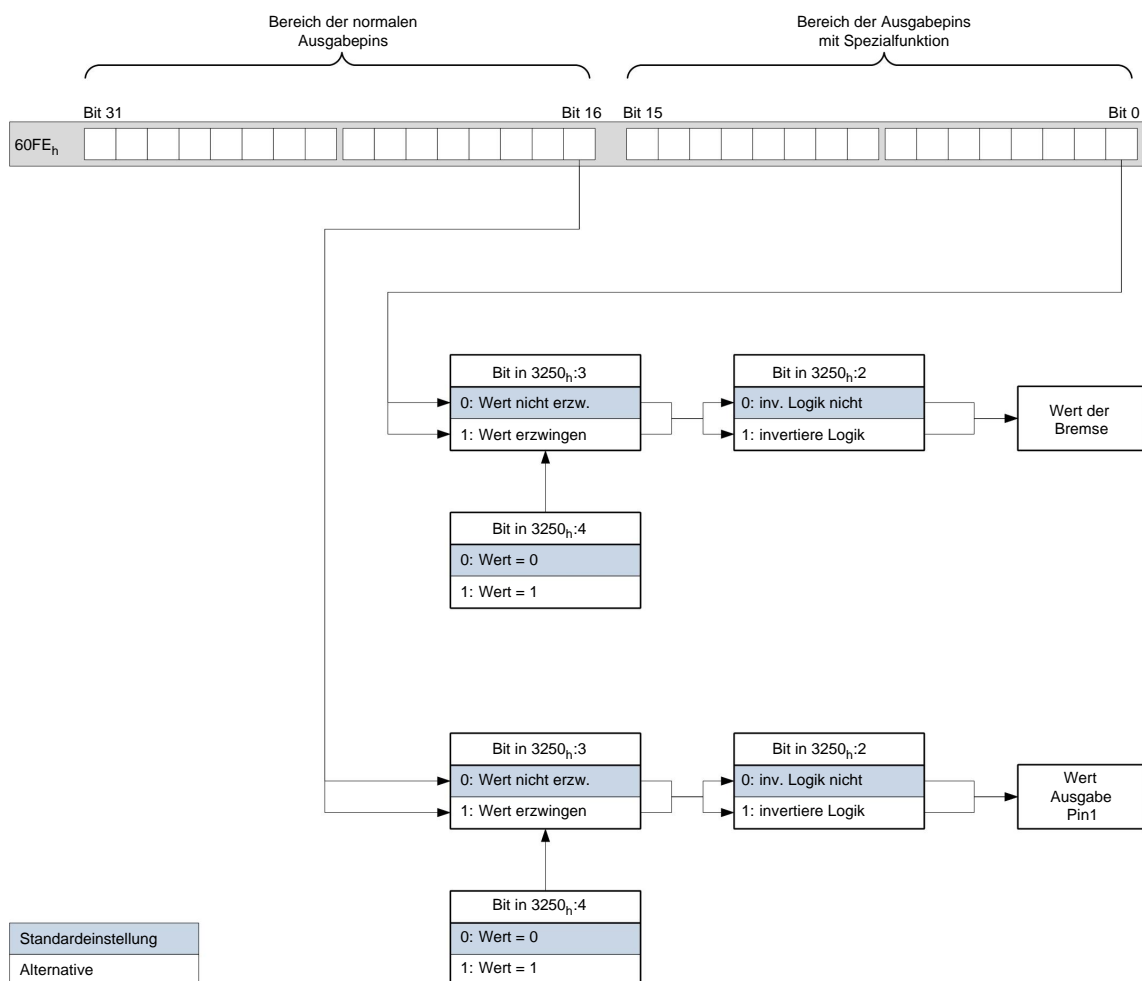 Bereich der normalen
Ausgabepins
Bereich der Ausgabepins
mit Spezialfunktion
Bit 31
Bit 16
Bit 15
Bit 0
60FEh
Bit in 3250h:3
0: Wert nicht erzw.
1: Wert erzwingen
Bit in 3250h:2
0: inv. Logik nicht
1: invertiere Logik
Wert der
Bremse
Bit in 3250h:4
0: Wert = 0
1: Wert = 1
Bit in 3250h:3
0: Wert nicht erzw.
1: Wert erzwingen
Bit in 3250h:2
0: inv. Logik nicht
1: invertiere Logik
Wert
Ausgabe
Pin1
Bit in 3250h:4
0: Wert = 0
1: Wert = 1
Standardeinstellung
Alternative